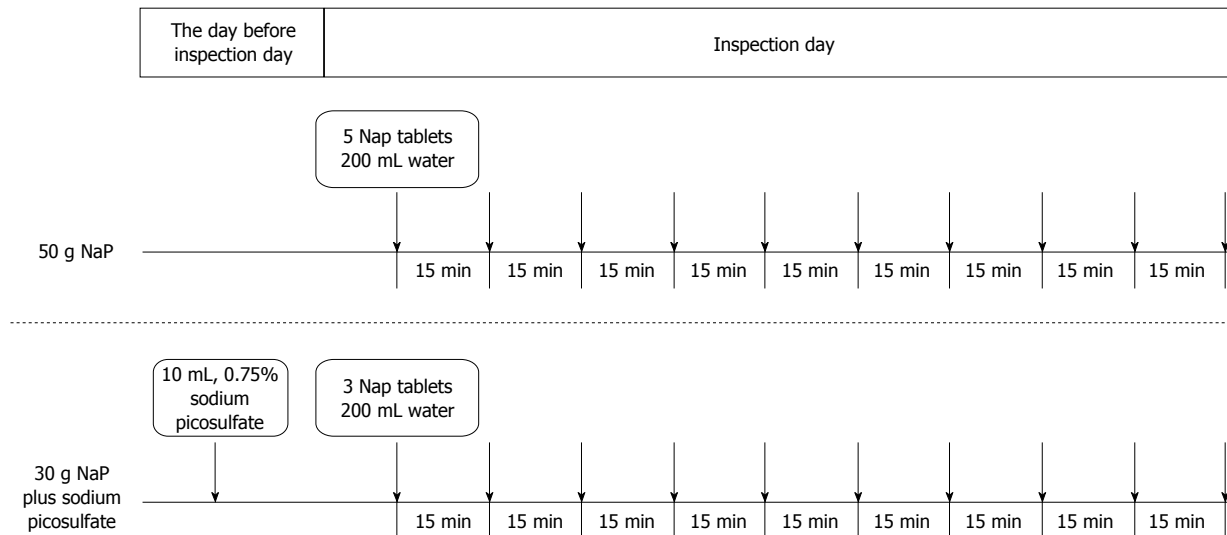 The day before
inspection day
Inspection day
5 Nap tablets
200 mL water
50 g NaP
15 min
15 min
15 min
15 min
15 min
15 min
15 min
15 min
15 min
10 mL, 0.75%
sodium
picosulfate
3 Nap tablets
200 mL water
30 g NaP
plus sodium
picosulfate
15 min
15 min
15 min
15 min
15 min
15 min
15 min
15 min
15 min